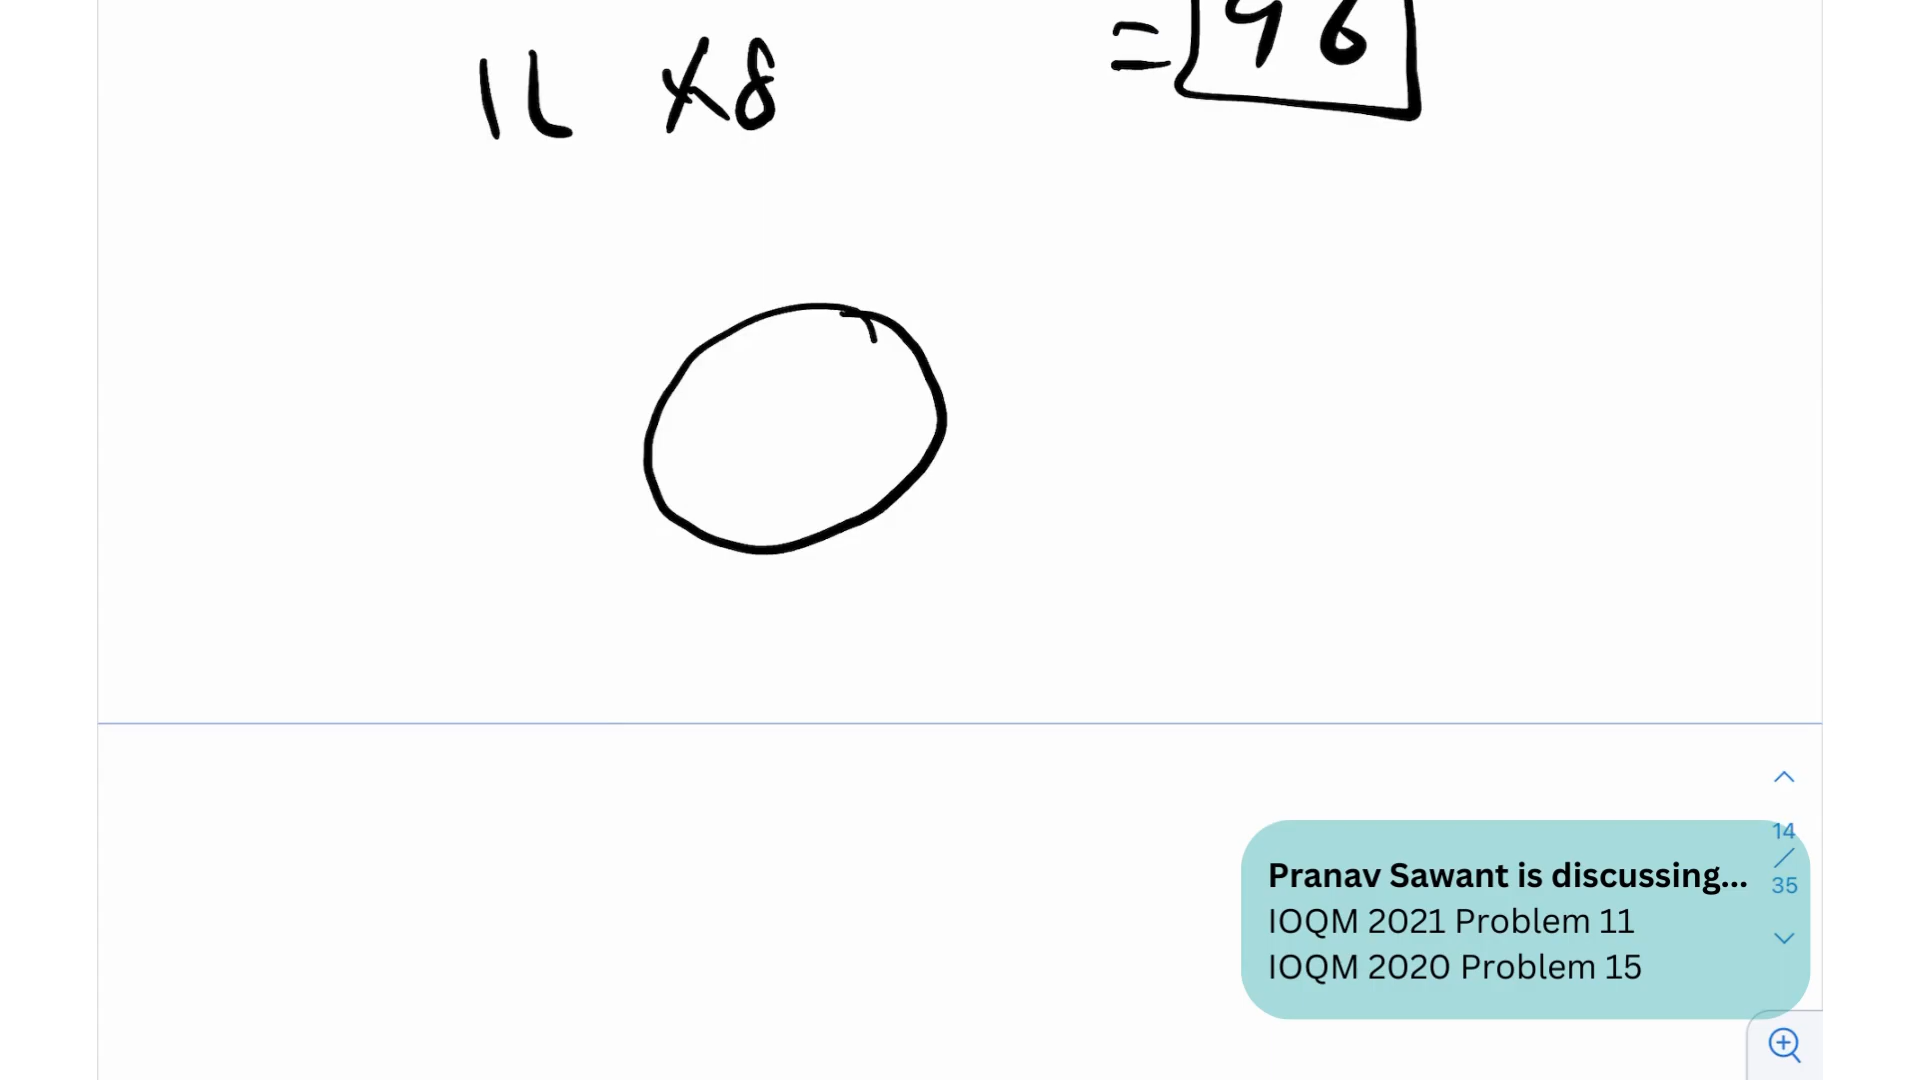 = 96
12 × 8
14
/
35
Pranav Sawant is discussing...
IOQM 2021 Problem 11
IOQM 2020 Problem 15